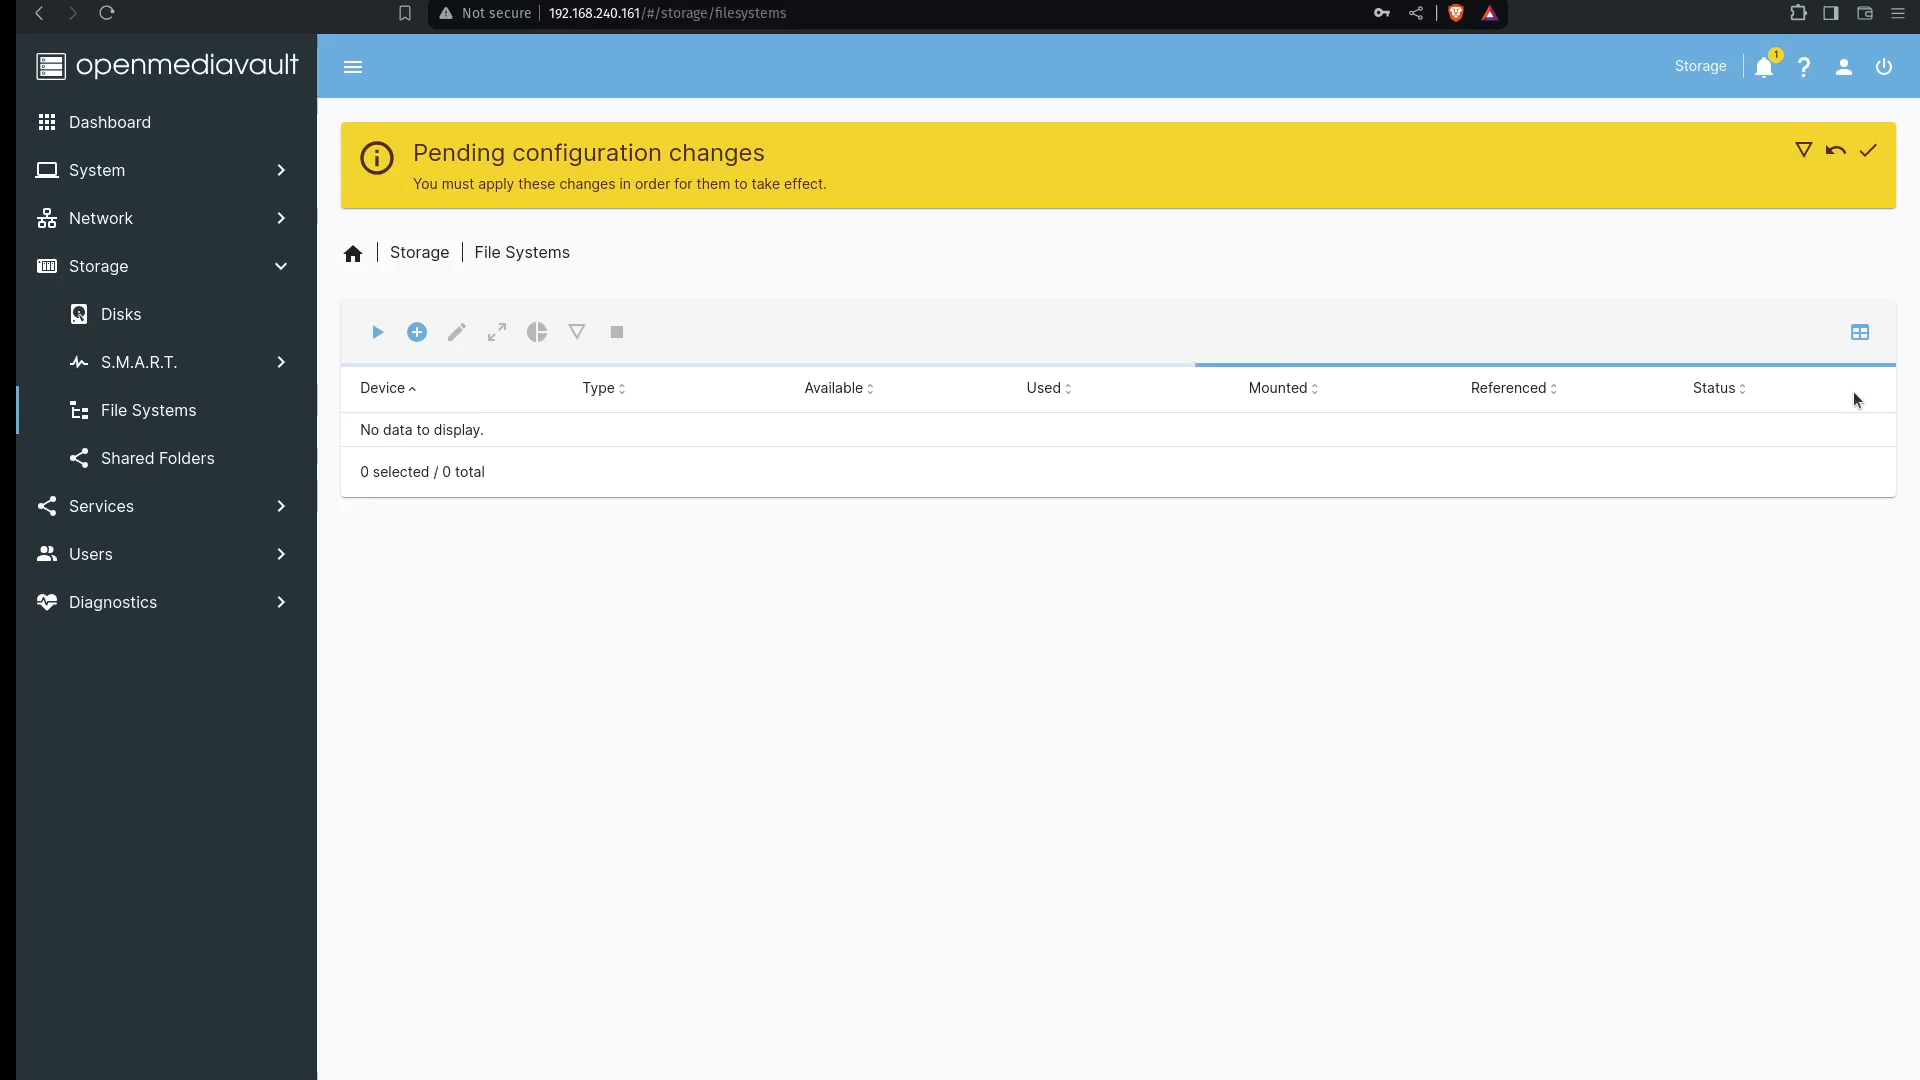 Not secure
192.168.240.161/#/storage/filesystems
openmediavault
Storage
1
Dashboard
System
Network
Storage
Disks
S.M.A.R.T.
File Systems
Shared Folders
Services
Users
Diagnostics
Pending configuration changes
You must apply these changes in order for them to take effect.
Storage
File Systems
Device Type Available Used Mounted Referenced Status
No data to display.
0 selected / 0 total